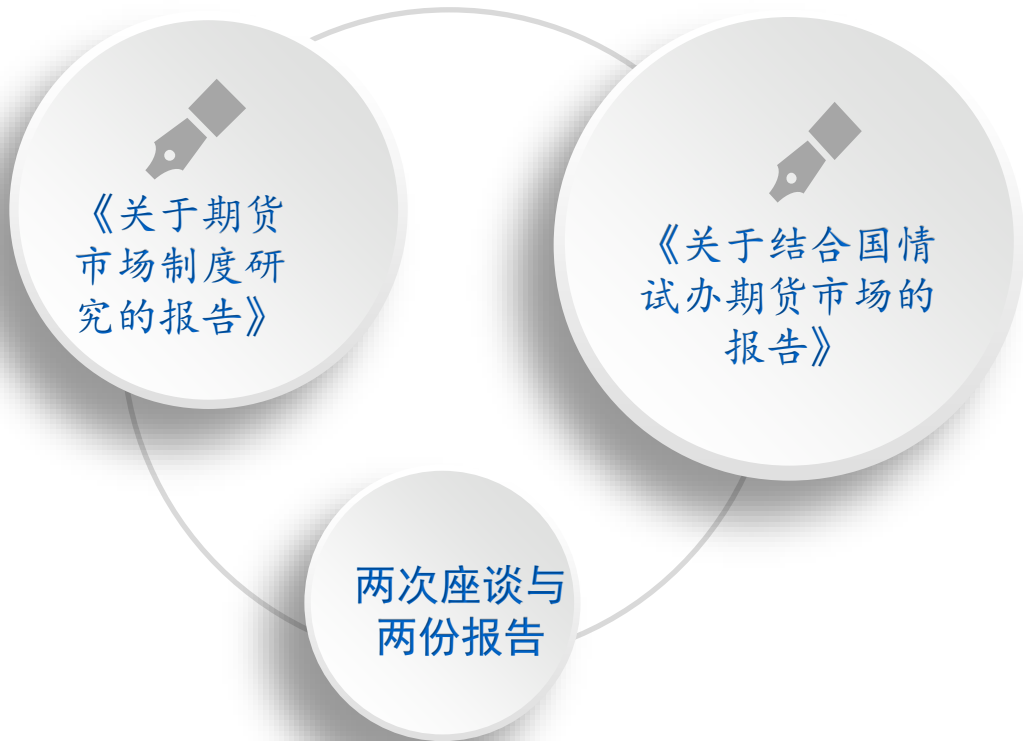 《关于期货
市场制度研
究的报告》
《关于结合国情
试办期货市场的
报告》
两次座谈与
两份报告